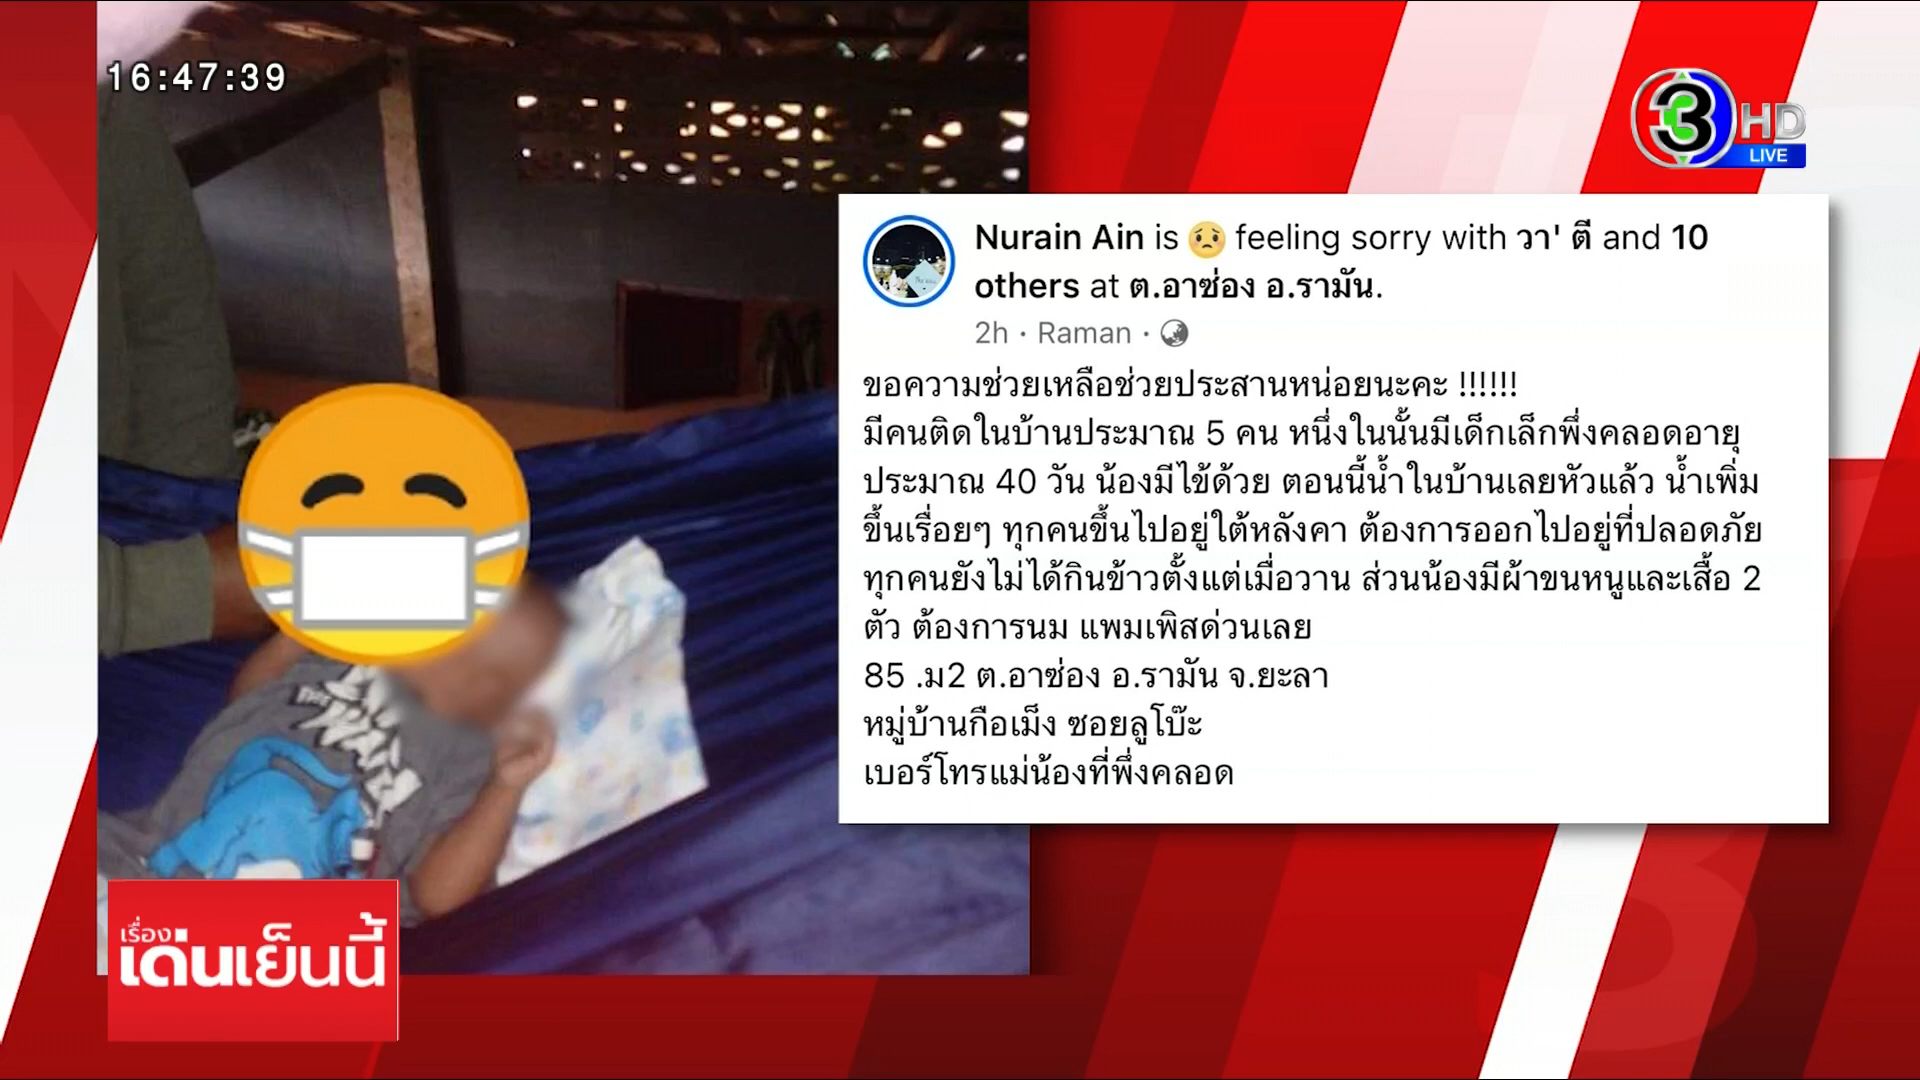 16:47:39
3 HD
LIVE
Nurain Ain is 😟 feeling sorry with วา' ตี and 10
others at ต.อาซ่อง อ.รามัน.
2h · Raman ·
ขอความช่วยเหลือช่วยประสานหน่อยนะคะ !!!!!!
มีคนติดในบ้านประมาณ 5 คน หนึ่งในนั้นมีเด็กเล็กพึ่งคลอดอายุ
ประมาณ 40 วัน น้องมีไข้ด้วย ตอนนี้น้ำในบ้านเลยหัวแล้ว น้ำเพิ่ม
ขึ้นเรื่อยๆ ทุกคนขึ้นไปอยู่ใต้หลังคา ต้องการออกไปอยู่ที่ปลอดภัย
ทุกคนยังไม่ได้กินข้าวตั้งแต่เมื่อวาน ส่วนน้องมีผ้าขนหนูและเสื้อ 2
ตัว ต้องการนม แพมเพิสด่วนเลย
85 .ม2 ต.อาซ่อง อ.รามัน จ.ยะลา
หมู่บ้านกือเม็ง ซอยลูโบ๊ะ
เบอร์โทรแม่น้องที่พึ่งคลอด
เรื่อง
เด่นเย็นนี้